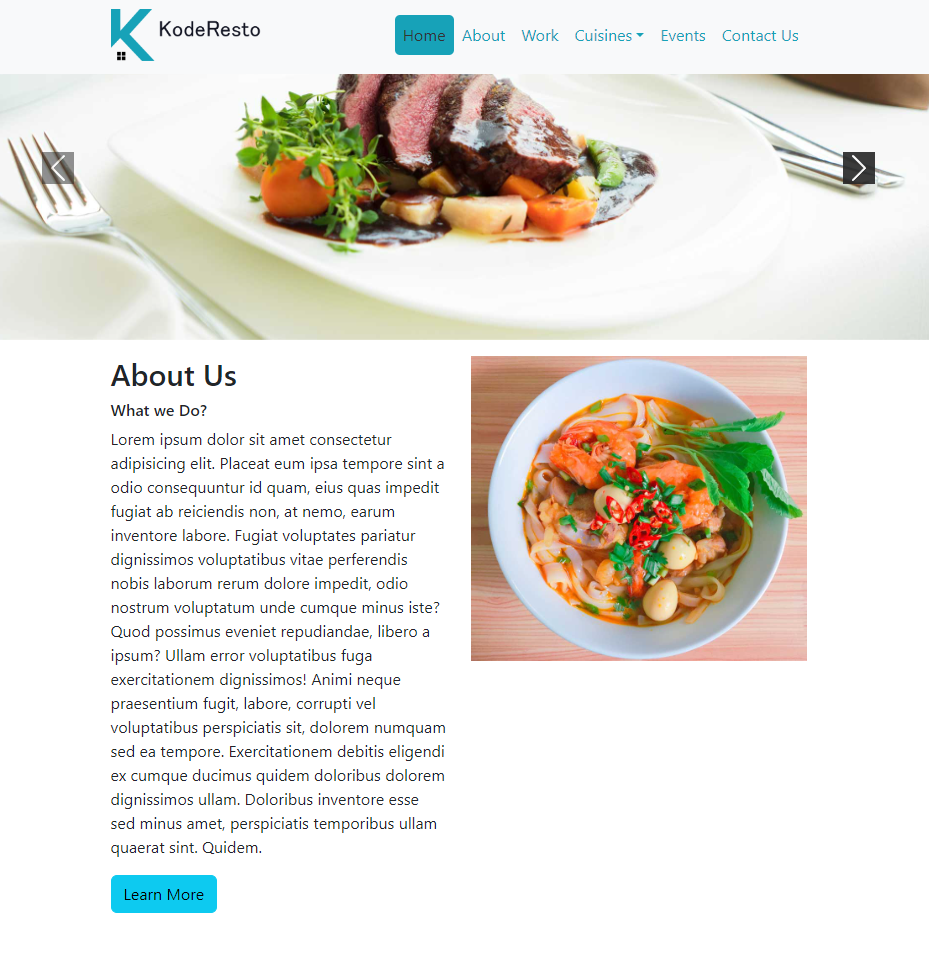 KodeResto
Home About Work Cuisines Events Contact Us
About Us
What we Do?
Lorem ipsum dolor sit amet consectetur
adipisicing elit. Placeat eum ipsa tempore sint a
odio consequuntur id quam, eius quas impedit
fugiat ab reiciendis non, at nemo, earum
inventore labore. Fugiat voluptates pariatur
dignissimos voluptatibus vitae perferendis
nobis laborum rerum dolore impedit, odio
nostrum voluptatum unde cumque minus iste?
Quod possimus eveniet repudiandae, libero a
ipsum? Ullam error voluptatibus fuga
exercitationem dignissimos! Animi neque
praesentium fugit, labore, corrupti vel
voluptatibus perspiciatis sit, dolorem numquam
sed ea tempore. Exercitationem debitis eligendi
ex cumque ducimus quidem doloribus dolorem
dignissimos ullam. Doloribus inventore esse
sed minus amet, perspiciatis temporibus ullam
quaerat sint. Quidem.
Learn More